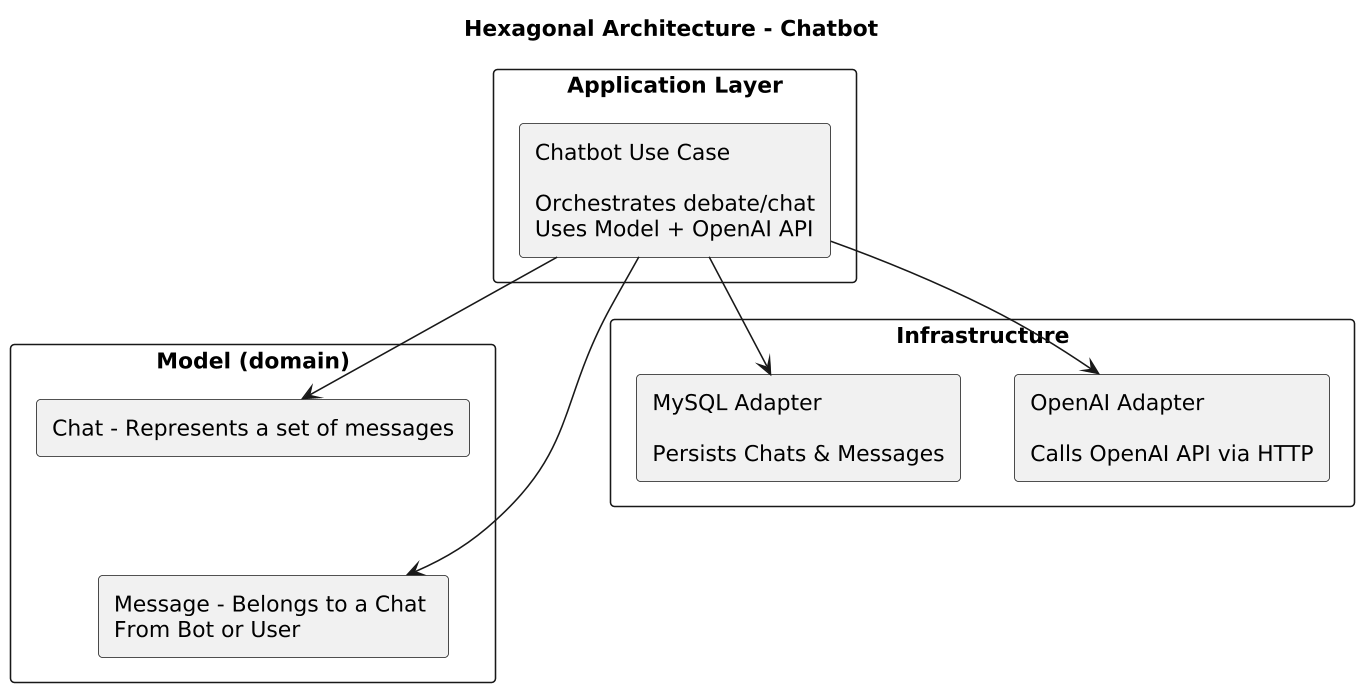 Hexagonal Architecture - Chatbot
Application Layer
Chatbot Use Case
Orchestrates debate/chat
Uses Model + OpenAI API
Model (domain)
Chat - Represents a set of messages
Message - Belongs to a Chat
From Bot or User
Infrastructure
MySQL Adapter
Persists Chats & Messages
OpenAI Adapter
Calls OpenAI API via HTTP